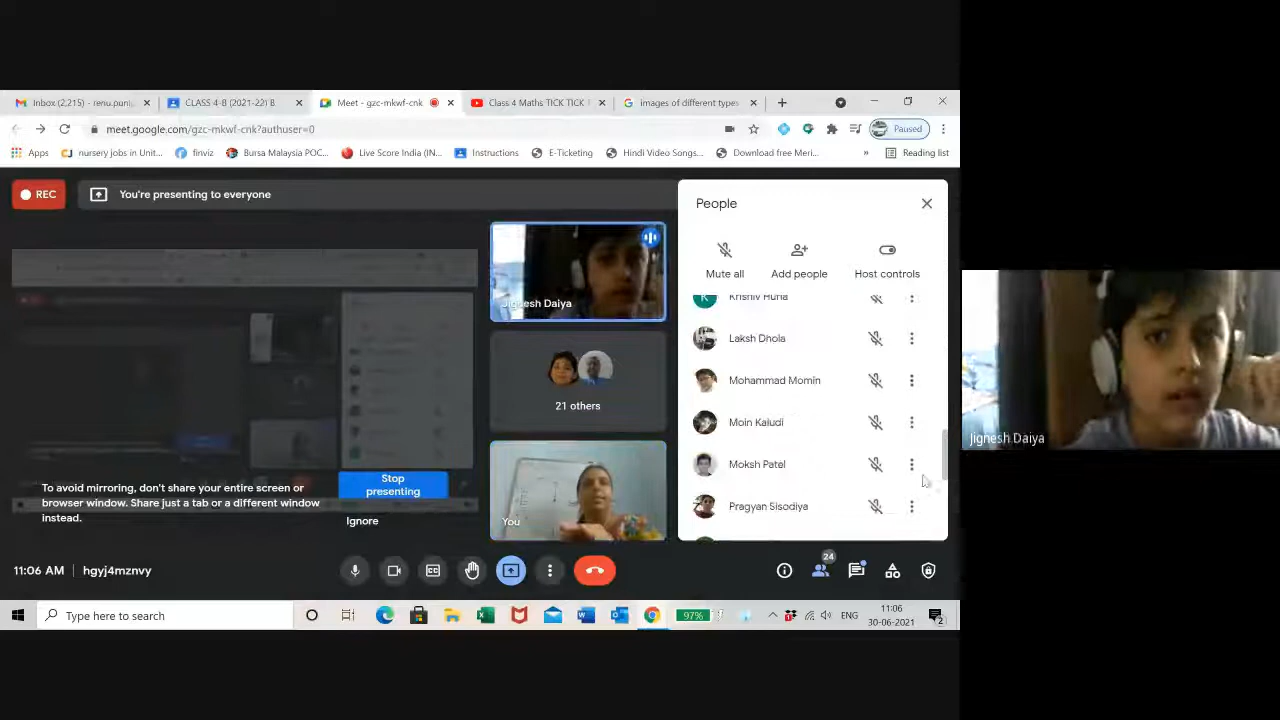 Inbox (2,215) - renu.punj
CLASS 4-B (2021-22) B
Meet - gzc-mkwf-cnk
Class 4 Maths TICK TICK
images of different types
meet.google.com/gzc-mkwf-cnk?authuser=0
Paused
Apps
nursery jobs in Unit...
finviz
Bursa Malaysia POC...
Live Score India (IN...
Instructions
E-Ticketing
Hindi Video Songs...
Download free Meri...
»
Reading list
REC
You're presenting to everyone
People
Mute all
Add people
Host controls
Krishiv Huria
Laksh Dhola
Mohammad Momin
Moin Kaludi
Moksh Patel
Pragyan Sisodiya
Jignesh Daiya
21 others
You
To avoid mirroring, don't share your entire screen or
browser window. Share just a tab or a different window
instead.
Stop
presenting
Ignore
Jignesh Daiya
11:06 AM | hgyj4mznvy
24
Type here to search
97%
ENG
11:06
30-06-2021
2